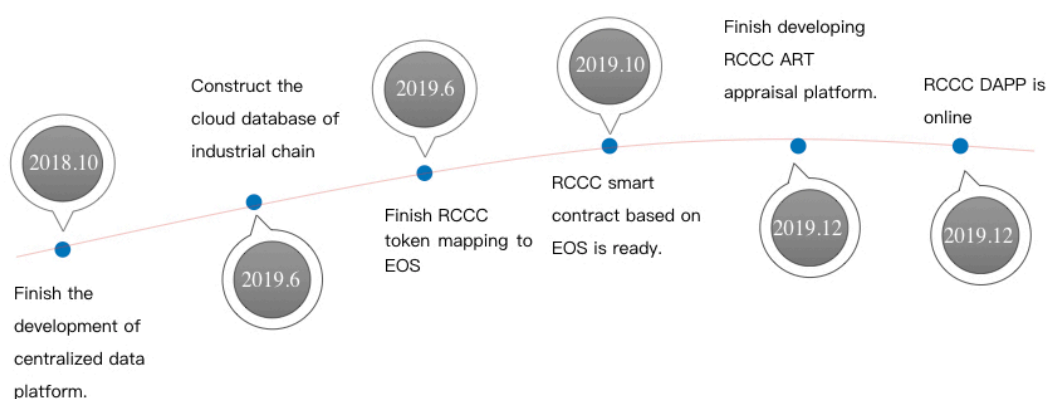 2018.10
Finish the
development of
centralized data
platform.
Construct the
cloud database of
industrial chain
2019.6
2019.6
Finish RCCC
token mapping to
EOS
2019.10
RCCC smart
contract based on
EOS is ready.
Finish developing
RCCC ART
appraisal platform.
2019.12
RCCC DAPP is
online
2019.12